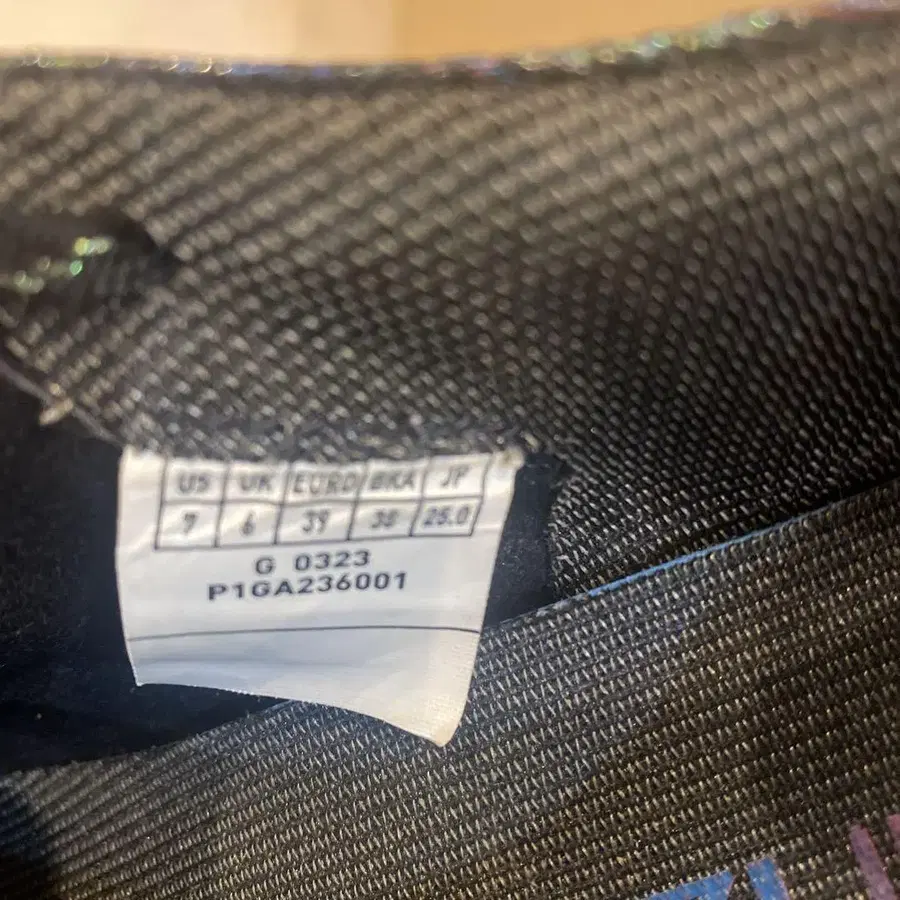 US UK EURO BRA JP
7 6 39 38 25.0
G 0323
P1GA236001